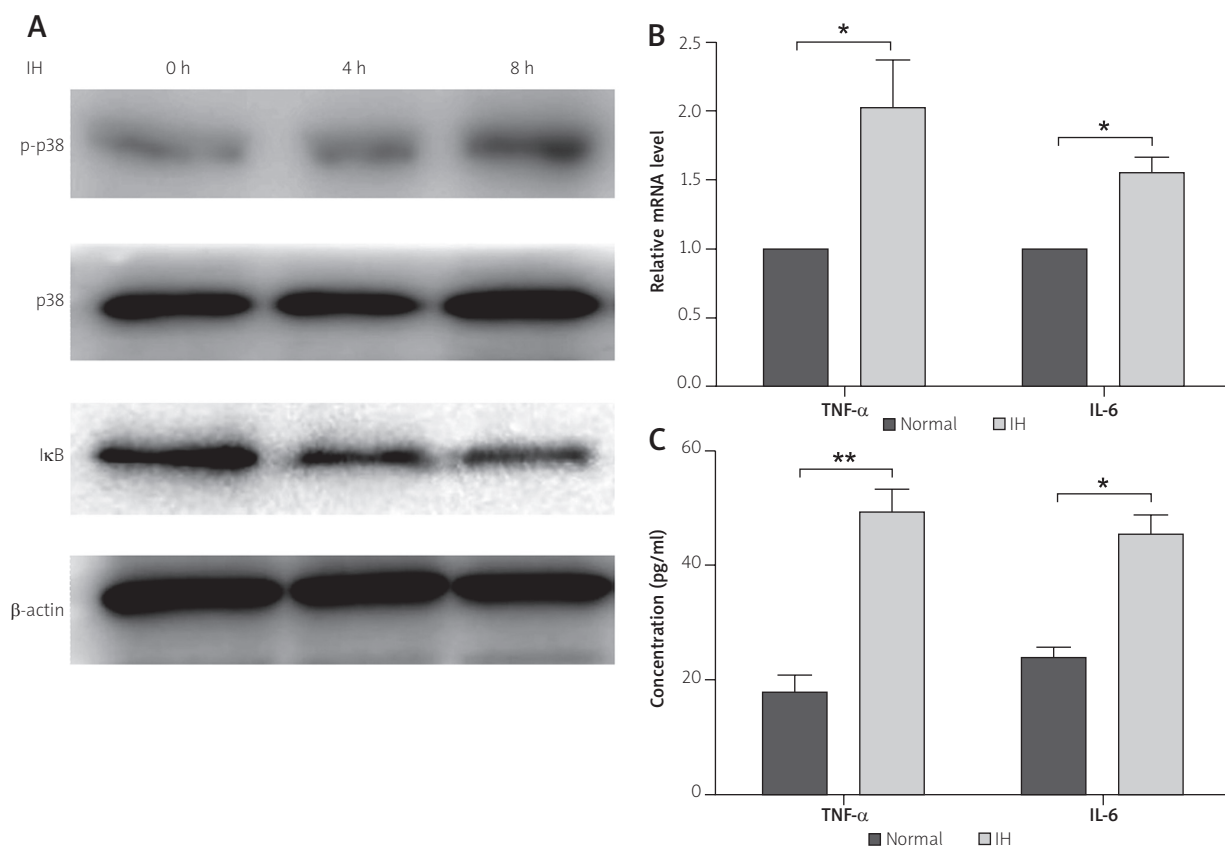 A
IH 0 h 4 h 8 h
p-p38
p38
IκB
β-actin
B
Relative mRNA level
2.5
2.0
1.5
1.0
0.5
0.0
*
*
TNF-α IL-6
Normal IH
C
Concentration (pg/ml)
60
40
20
0
**
*
TNF-α IL-6
Normal IH